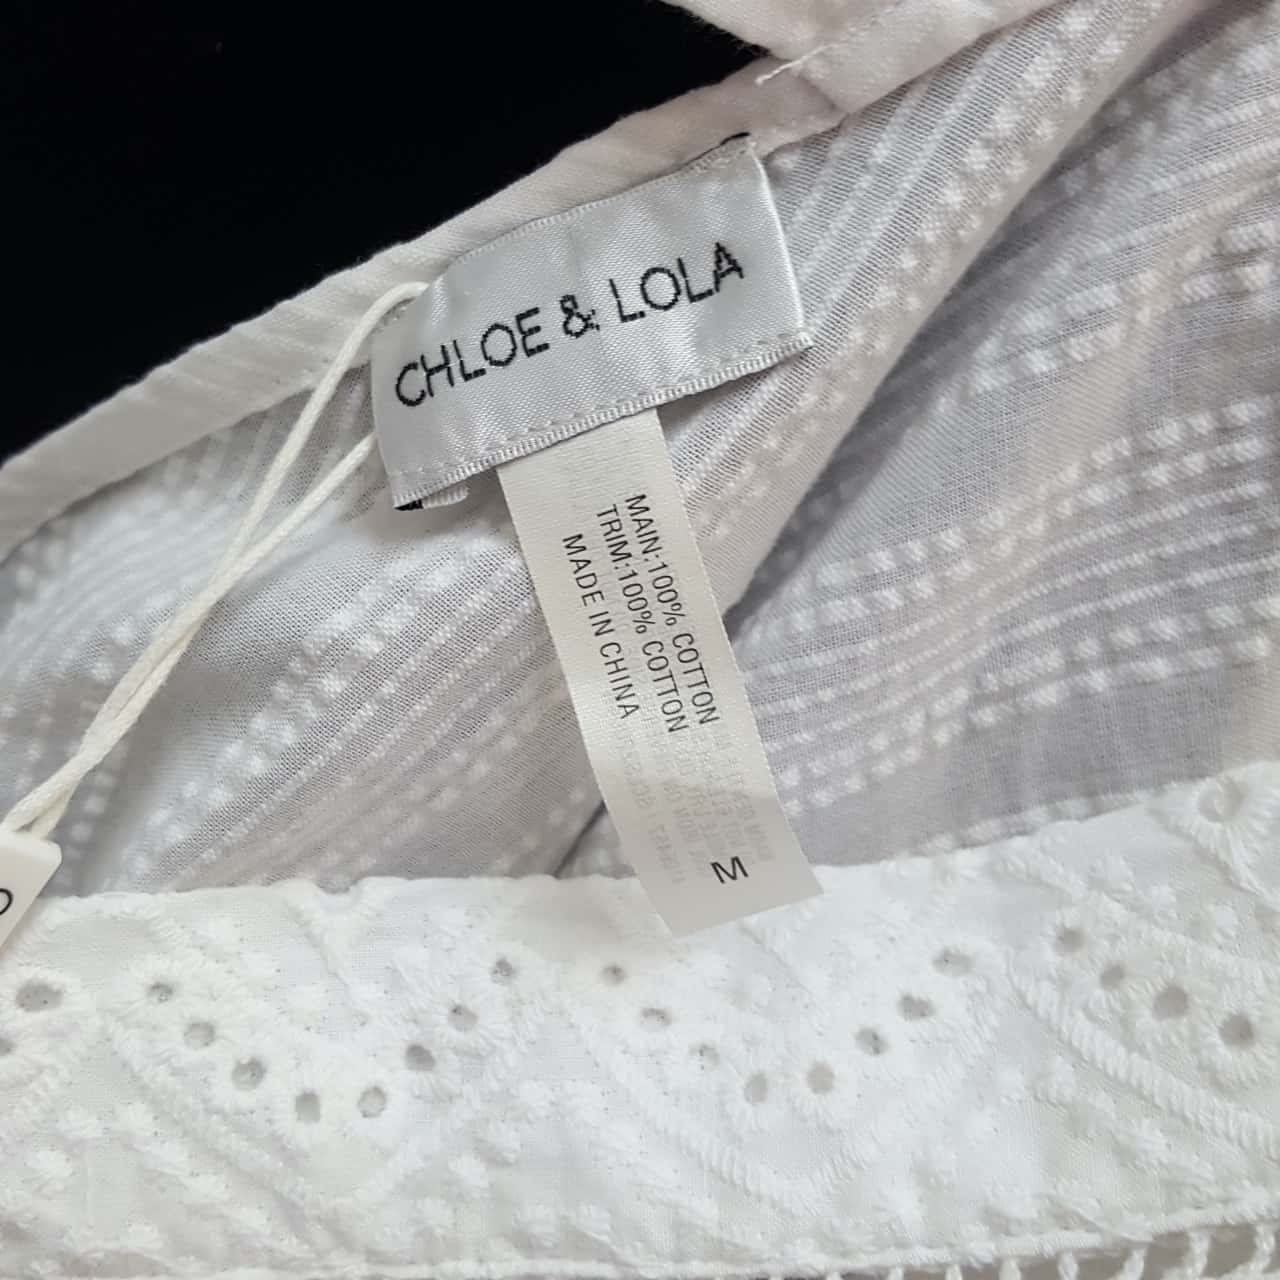 CHLOE & LOLA
MAIN:100% COTTON
TRIM:100% COTTON
MADE IN CHINA
M